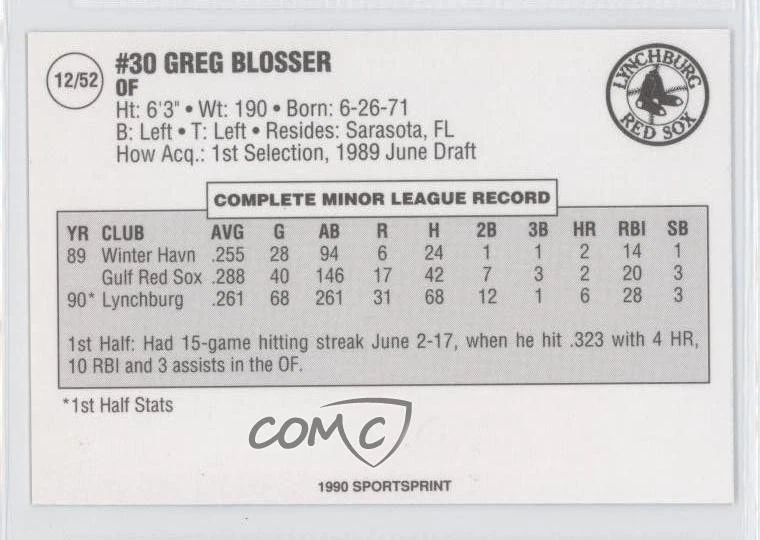 12/52
#30 GREG BLOSSER
OF
Ht: 6'3" • Wt: 190 • Born: 6-26-71
B: Left • T: Left • Resides: Sarasota, FL
How Acq.: 1st Selection, 1989 June Draft
LYNCHBURG
RED SOX
COMPLETE MINOR LEAGUE RECORD
YR CLUB AVG G AB R H 2B 3B HR RBI SB
89 Winter Havn .255 28 94 6 24 1 1 2 14 1
Gulf Red Sox .288 40 146 17 42 7 3 2 20 3
90* Lynchburg .261 68 261 31 68 12 1 6 28 3
1st Half: Had 15-game hitting streak June 2-17, when he hit .323 with 4 HR,
10 RBI and 3 assists in the OF.
*1st Half Stats
COMC
1990 SPORTSPRINT